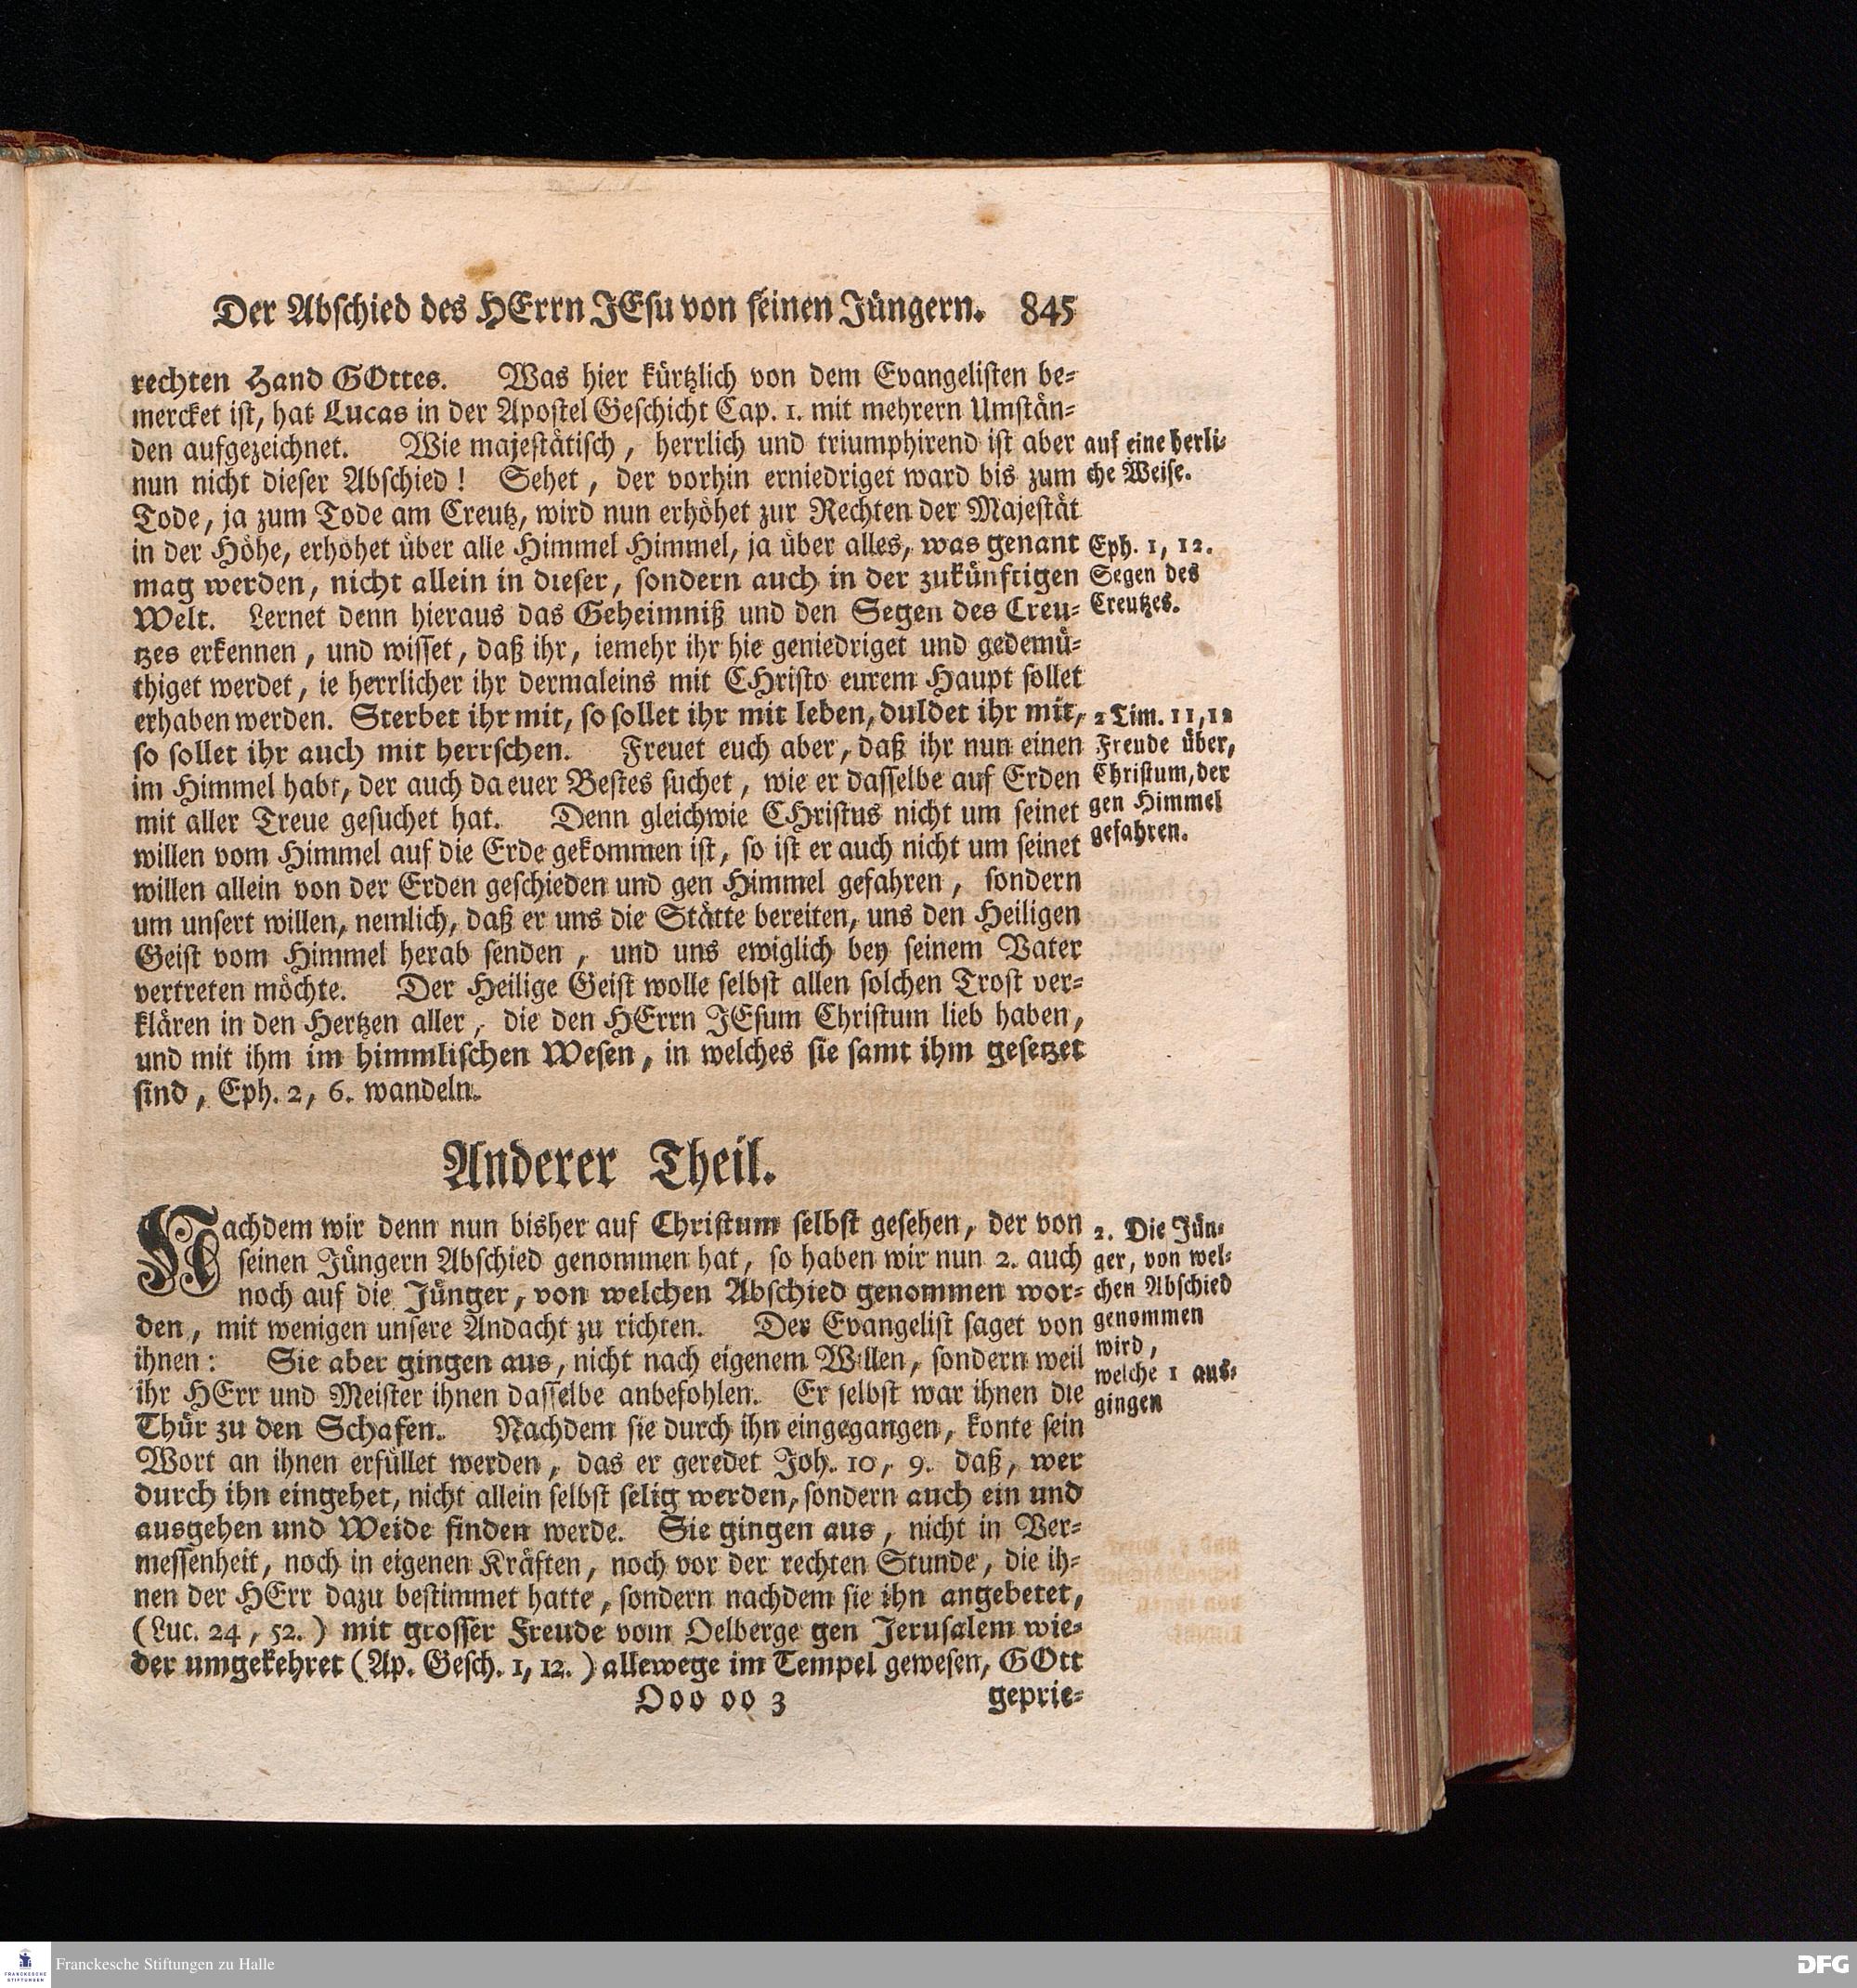 Der Abschied des HErrn JEsu von seinen Jüngern. 845
rechten Hand GOttes. Was hier kürtzlich von dem Evangelisten be-
mercket ist, hat Lucas in der Apostel Geschicht Cap. 1. mit mehrern Umstän-
den aufgezeichnet. Wie majestätisch, herrlich und triumphirend ist aber
nun nicht dieser Abschied! Sehet, der vorhin erniedriget ward bis zum
Tode, ja zum Tode am Creutz, wird nun erhöhet zur Rechten der Majestät
in der Höhe, erhöhet über alle Himmel Himmel, ja über alles, was genant
mag werden, nicht allein in dieser, sondern auch in der zukünftigen
Welt. Lernet denn hieraus das Geheimniß und den Segen des Creu-
tzes erkennen, und wisset, daß ihr, iemehr ihr hie geniedriget und gedemü-
thiget werdet, ie herrlicher ihr dermaleins mit CHristo eurem Haupt sollet
erhaben werden. Sterbet ihr mit, so sollet ihr mit leben, duldet ihr mit,
so sollet ihr auch mit herrschen. Freuet euch aber, daß ihr nun einen
im Himmel habt, der auch da euer Bestes suchet, wie er dasselbe auf Erden
mit aller Treue gesuchet hat. Denn gleichwie CHristus nicht um seinet
willen vom Himmel auf die Erde gekommen ist, so ist er auch nicht um seinet
willen allein von der Erden geschieden und gen Himmel gefahren, sondern
um unsert willen, nemlich, daß er uns die Stätte bereiten, uns den Heiligen
Geist vom Himmel herab senden, und uns ewiglich bey seinem Vater
vertreten möchte. Der Heilige Geist wolle selbst allen solchen Trost ver-
klären in den Hertzen aller, die den HErrn JEsum Christum lieb haben,
und mit ihm im himmlischen Wesen, in welches sie samt ihm gesetzet
sind, Eph. 2, 6. wandeln.
auf eine herli-
che Weise.
Eph. 1, 12.
Segen des
Creutzes.
2 Tim. 11, 12
Freude über,
Christum, der
gen Himmel
gefahren.
Anderer Theil.
Nachdem wir denn nun bisher auf Christum selbst gesehen, der von
seinen Jüngern Abschied genommen hat, so haben wir nun 2. auch
noch auf die Jünger, von welchen Abschied genommen wor-
den, mit wenigen unsere Andacht zu richten. Der Evangelist saget von
ihnen: Sie aber gingen aus, nicht nach eigenem Willen, sondern weil
ihr HErr und Meister ihnen dasselbe anbefohlen. Er selbst war ihnen die
Thür zu den Schafen. Nachdem sie durch ihn eingegangen, konte sein
Wort an ihnen erfüllet werden, das er geredet Joh. 10, 9. daß, wer
durch ihn eingehet, nicht allein selbst selig werden, sondern auch ein und
ausgehen und Weide finden werde. Sie gingen aus, nicht in Ver-
messenheit, noch in eigenen Kräften, noch vor der rechten Stunde, die ih-
nen der HErr dazu bestimmet hatte, sondern nachdem sie ihn angebetet,
(Luc. 24, 52.) mit grosser Freude vom Oelberge gen Jerusalem wie-
der umgekehret (Ap. Gesch. 1, 12.) allewege im Tempel gewesen, GOtt
2. Die Jün-
ger, von wel-
chen Abschied
genommen
wird,
welche 1 aus-
gingen
Ooo oo 3 geprie-
FRANCKESCHE
STIFTUNGEN
Franckesche Stiftungen zu Halle
DFG